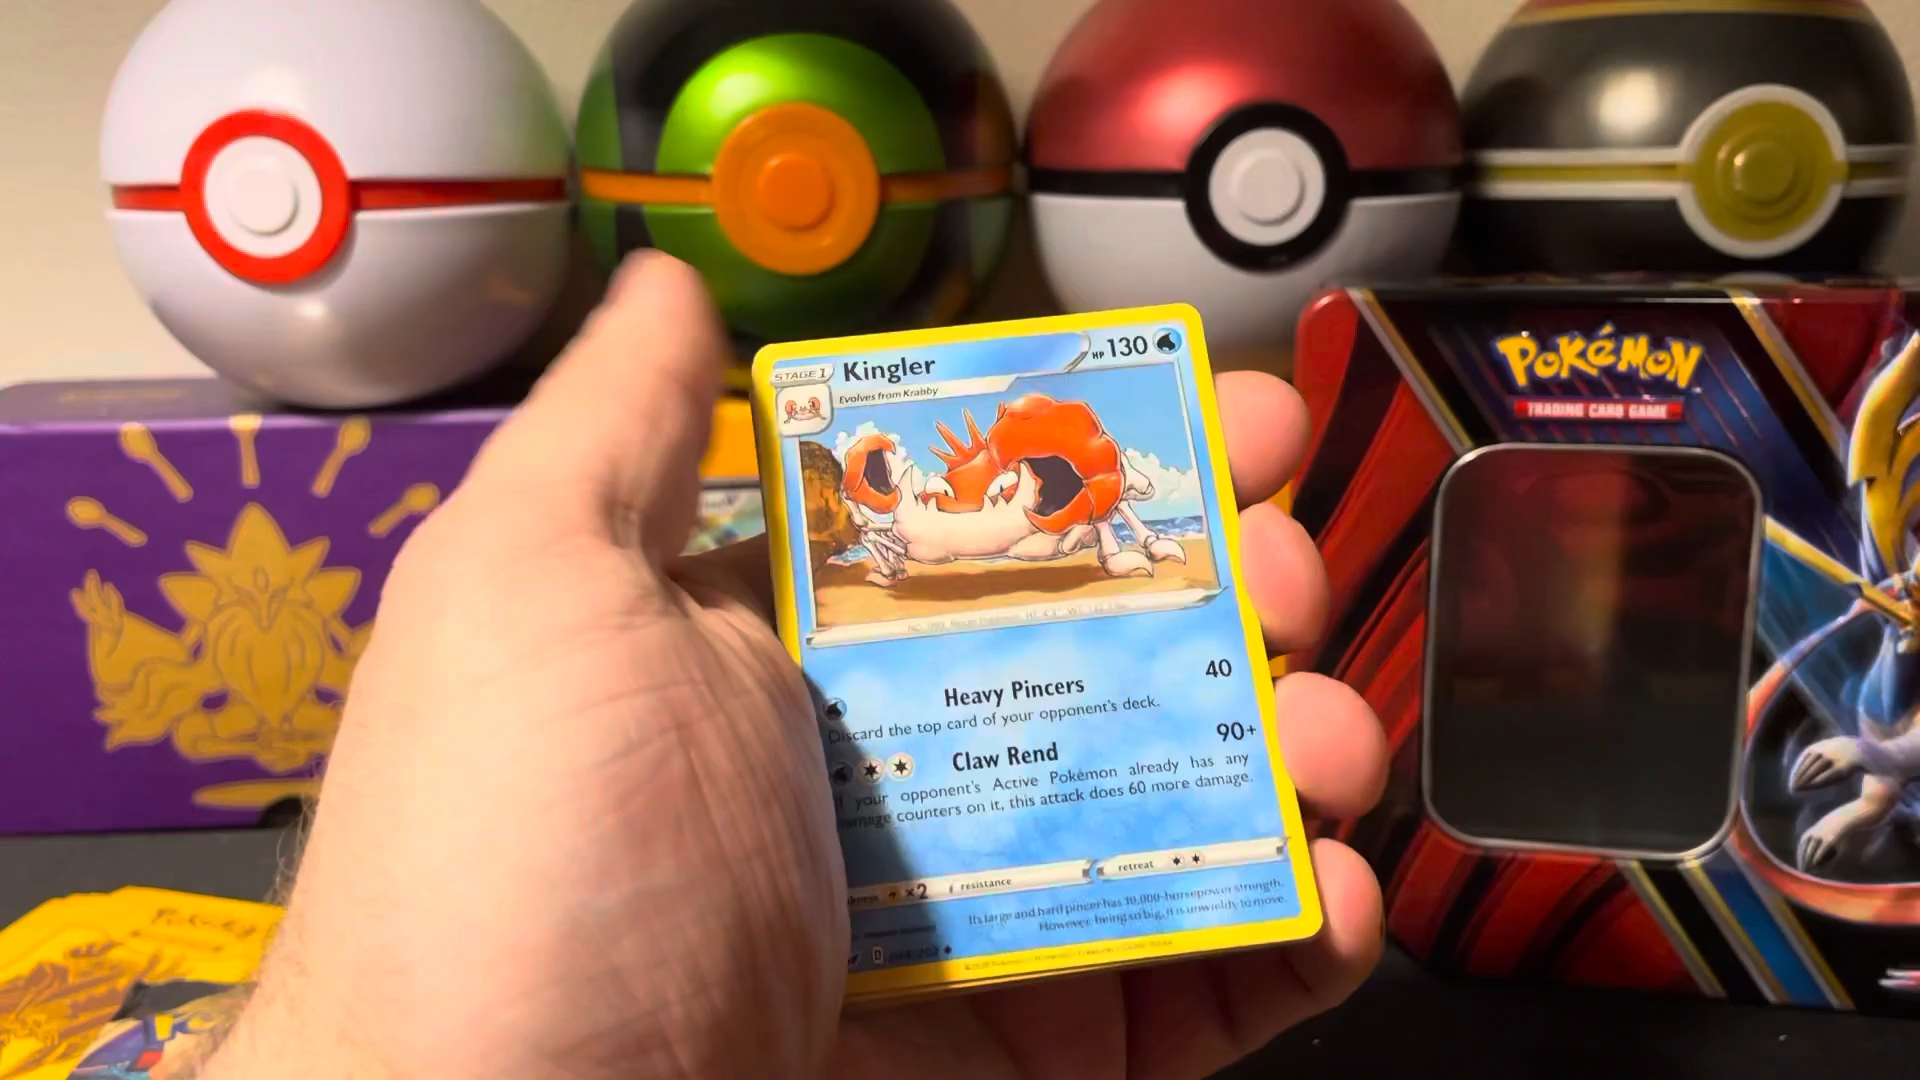 POKéMON
TRADING CARD GAME
STAGE 1
Kingler
HP 130
Evolves from Krabby
Heavy Pincers 40
Discard the top card of your opponent's deck.
Claw Rend 90+
your opponent's Active Pokémon already has any
counters on it, this attack does 60 more damage.
×2 resistance retreat
Its large and hard pincer has 10,000-horsepower strength.
However, being so big, it is unwieldy to move.
D